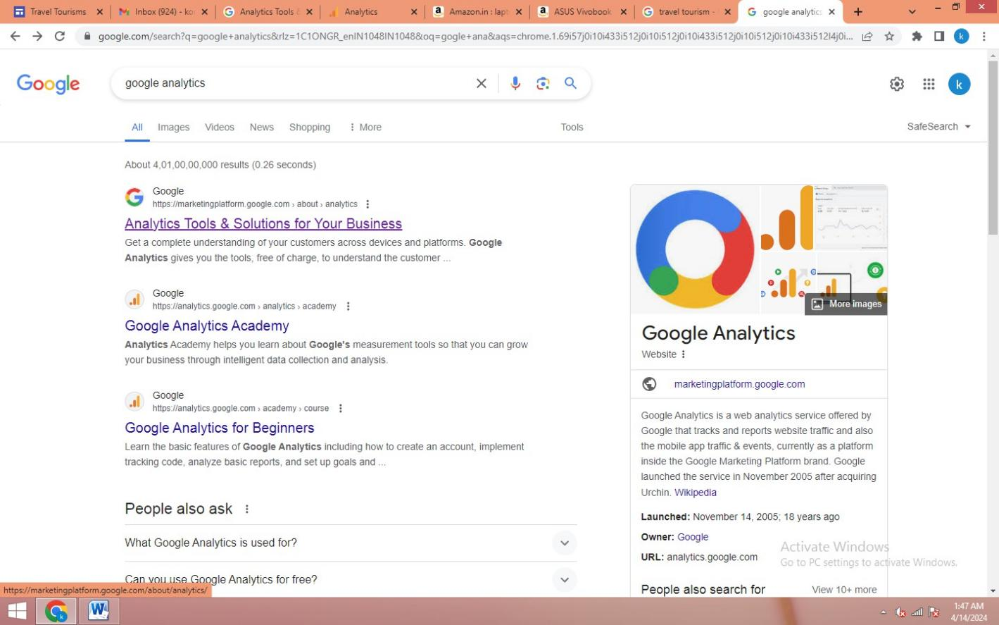 Travel Tourisms
Inbox (924) - ko
Analytics Tools &
Analytics
Amazon.in : lapt
ASUS Vivobook
travel tourism -
google analytics
google.com/search?q=google+analytics&rlz=1C1ONGR_enIN1048IN1048&oq=gogle+ana&aqs=chrome.1.69i57j0i10i433i512j0i10i512j0i10i433i512j0i10i512j0i10i433i512l4j0i...
k
Google
google analytics
k
All
Images
Videos
News
Shopping
More
Tools
SafeSearch
About 4,01,00,00,000 results (0.26 seconds)
Google
https://marketingplatform.google.com › about › analytics
Analytics Tools & Solutions for Your Business
Get a complete understanding of your customers across devices and platforms. Google
Analytics gives you the tools, free of charge, to understand the customer ...
Google
https://analytics.google.com › analytics › academy
Google Analytics Academy
Analytics Academy helps you learn about Google's measurement tools so that you can grow
your business through intelligent data collection and analysis.
Google
https://analytics.google.com › academy › course
Google Analytics for Beginners
Learn the basic features of Google Analytics including how to create an account, implement
tracking code, analyze basic reports, and set up goals and ...
People also ask
What Google Analytics is used for?
Can you use Google Analytics for free?
More images
Google Analytics
Website
marketingplatform.google.com
Google Analytics is a web analytics service offered by
Google that tracks and reports website traffic and also
the mobile app traffic & events, currently as a platform
inside the Google Marketing Platform brand. Google
launched the service in November 2005 after acquiring
Urchin. Wikipedia
Launched: November 14, 2005; 18 years ago
Owner: Google
URL: analytics.google.com
Activate Windows
Go to PC settings to activate Windows.
People also search for
View 10+ more
https://marketingplatform.google.com/about/analytics/
1:47 AM
4/14/2024